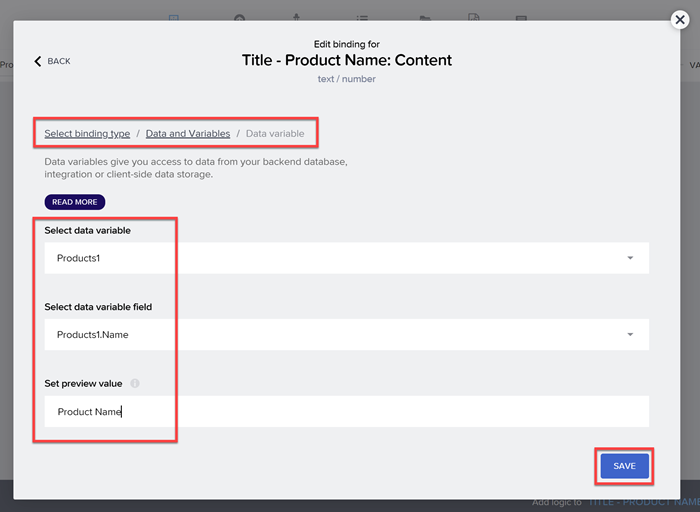 Edit binding for
BACK
Title - Product Name: Content
text / number
Pro
VA
Select binding type / Data and Variables / Data variable
Data variables give you access to data from your backend database,
integration or client-side data storage.
READ MORE
Select data variable
Products1
Select data variable field
Products1.Name
Set preview value
Product Name
SAVE
Add logic to TITLE - PRODUCT NAME